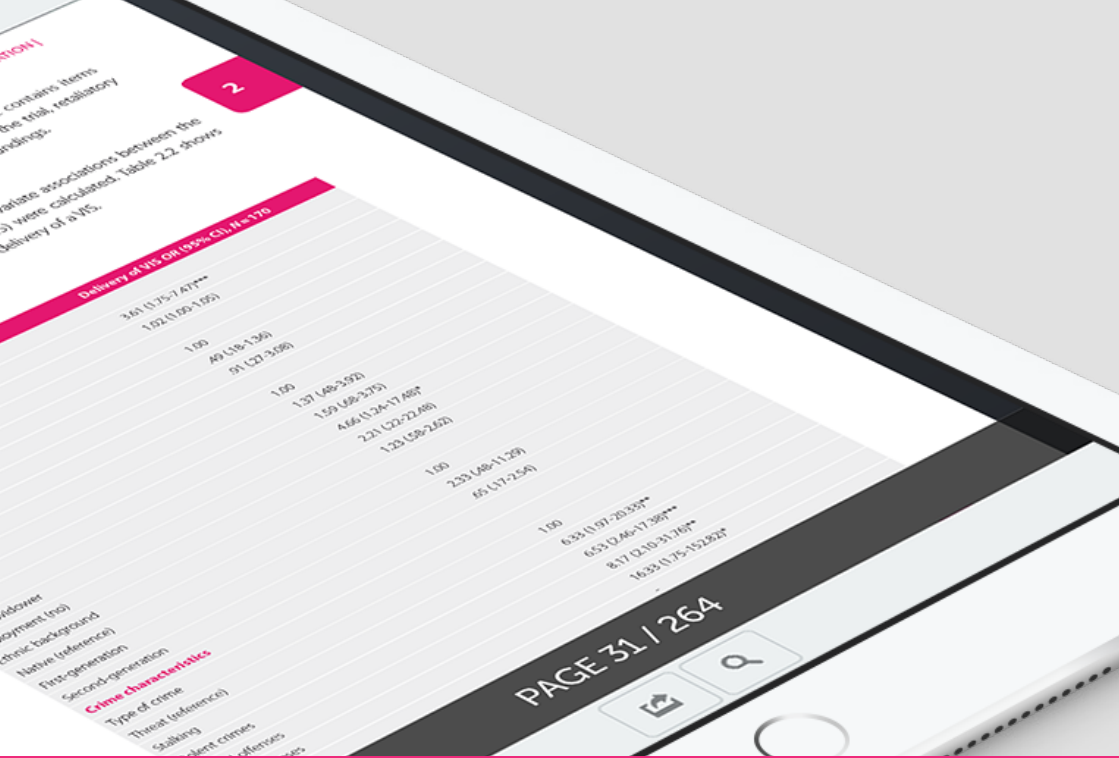 ATION |
contains items
the trial, retaliatory
ndings.
2
variate associations between the
5) were calculated. Table 2.2 shows
delivery of a VIS.
Delivery of VIS OR (95% CI), N = 170
3.61 (1.75-7.47)***
1.02 (1.00-1.05)
1.00
.49 (.18-1.36)
.91 (.27-3.08)
1.00
1.37 (.48-3.92)
1.59 (.68-3.75)
4.66 (1.24-17.48)*
2.21 (.22-22.48)
1.23 (.58-2.62)
1.00
2.33 (.48-11.29)
.65 (.17-2.54)
1.00
6.33 (1.97-20.33)**
6.53 (2.46-17.38)***
8.17 (2.10-31.76)**
16.33 (1.75-152.82)*
-
widower
loyment (no)
Ethnic background
Native (reference)
First-generation
Second-generation
Crime characteristics
Type of crime
Threat (reference)
Stalking
lent crimes
offenses
ses
PAGE 31 / 264